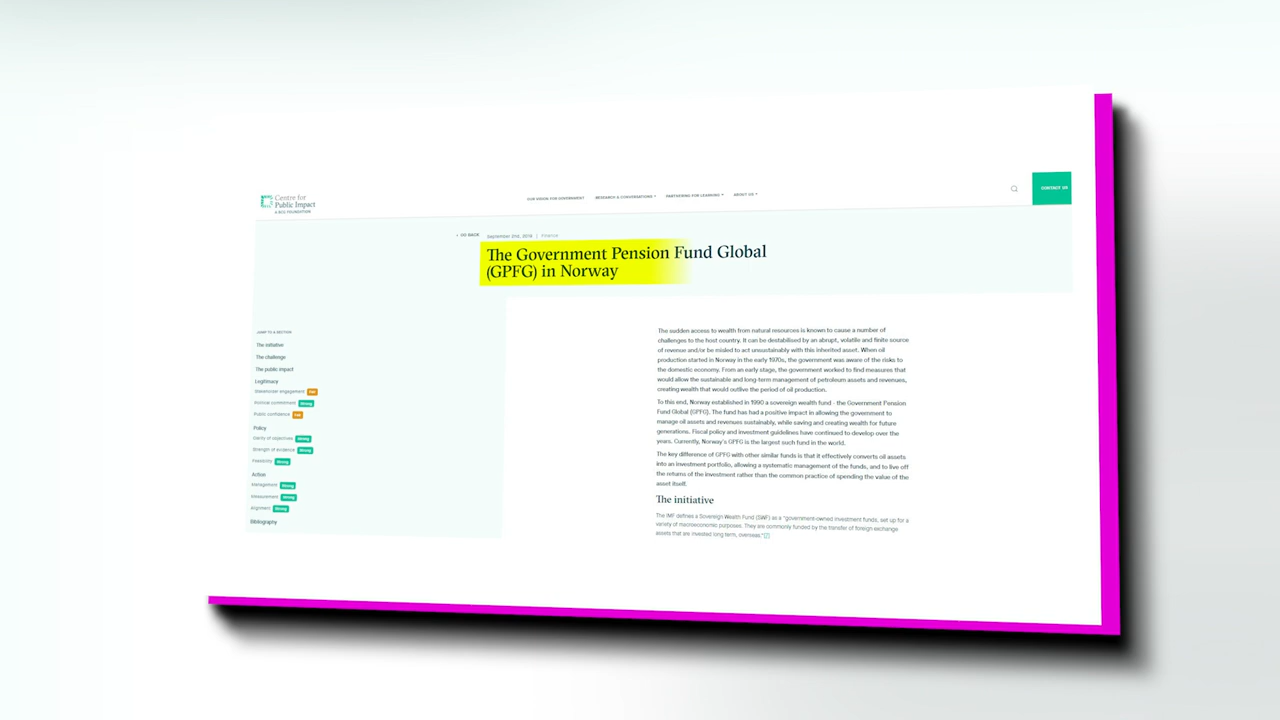 Centre for
Public Impact
A BCG FOUNDATION
OUR VISION FOR GOVERNMENT
RESEARCH & CONVERSATIONS
PARTNERING FOR LEARNING
ABOUT US
CONTACT US
< GO BACK
September 2nd, 2019 | Finance
The Government Pension Fund Global
(GPFG) in Norway
JUMP TO A SECTION
The initiative
The challenge
The public impact
Legitimacy
Stakeholder engagement Fair
Political commitment Strong
Public confidence Fair
Policy
Clarity of objectives Strong
Strength of evidence Strong
Feasibility Strong
Action
Management Strong
Measurement Strong
Alignment Strong
Bibliography
The sudden access to wealth from natural resources is known to cause a number of
challenges to the host country. It can be destabilised by an abrupt, volatile and finite source
of revenue and/or be misled to act unsustainably with this inherited asset. When oil
production started in Norway in the early 1970s, the government was aware of the risks to
the domestic economy. From an early stage, the government worked to find measures that
would allow the sustainable and long-term management of petroleum assets and revenues,
creating wealth that would outlive the period of oil production.
To this end, Norway established in 1990 a sovereign wealth fund - the Government Pension
Fund Global (GPFG). The fund has had a positive impact in allowing the government to
manage oil assets and revenues sustainably, while saving and creating wealth for future
generations. Fiscal policy and investment guidelines have continued to develop over the
years. Currently, Norway's GPFG is the largest such fund in the world.
The key difference of GPFG with other similar funds is that it effectively converts oil assets
into an investment portfolio, allowing a systematic management of the funds, and to live off
the returns of the investment rather than the common practice of spending the value of the
asset itself.
The initiative
The IMF defines a Sovereign Wealth Fund (SWF) as a "government-owned investment funds, set up for a
variety of macroeconomic purposes. They are commonly funded by the transfer of foreign exchange
assets that are invested long term, overseas."[7]